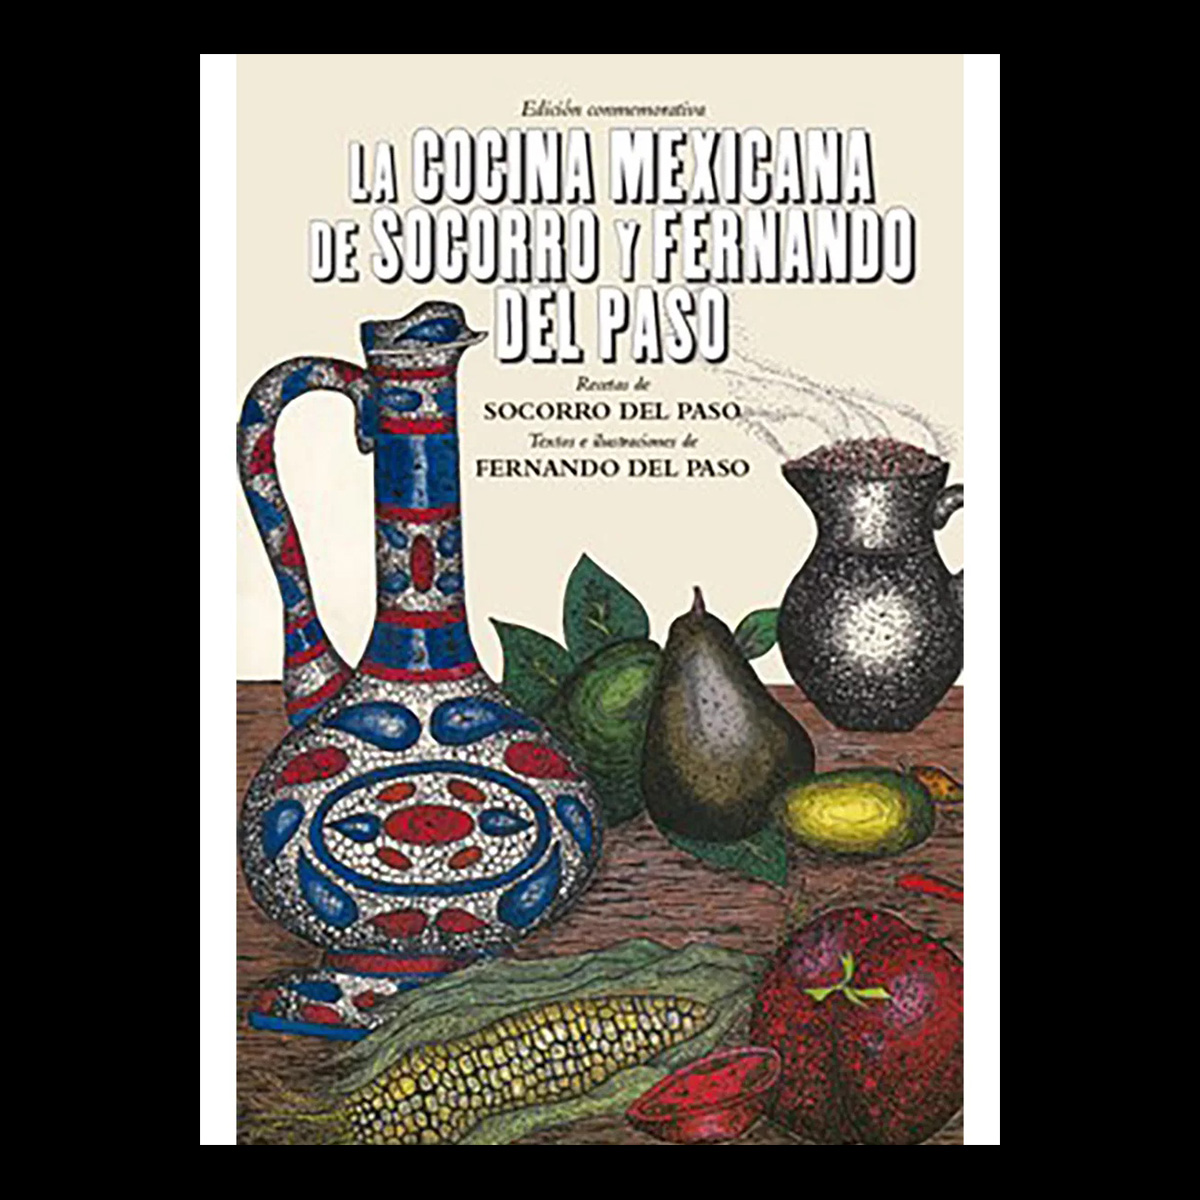 Edición conmemorativa
LA COCINA MEXICANA
DE SOCORRO Y FERNANDO
DEL PASO
Recetas de
SOCORRO DEL PASO
Textos e ilustraciones de
FERNANDO DEL PASO